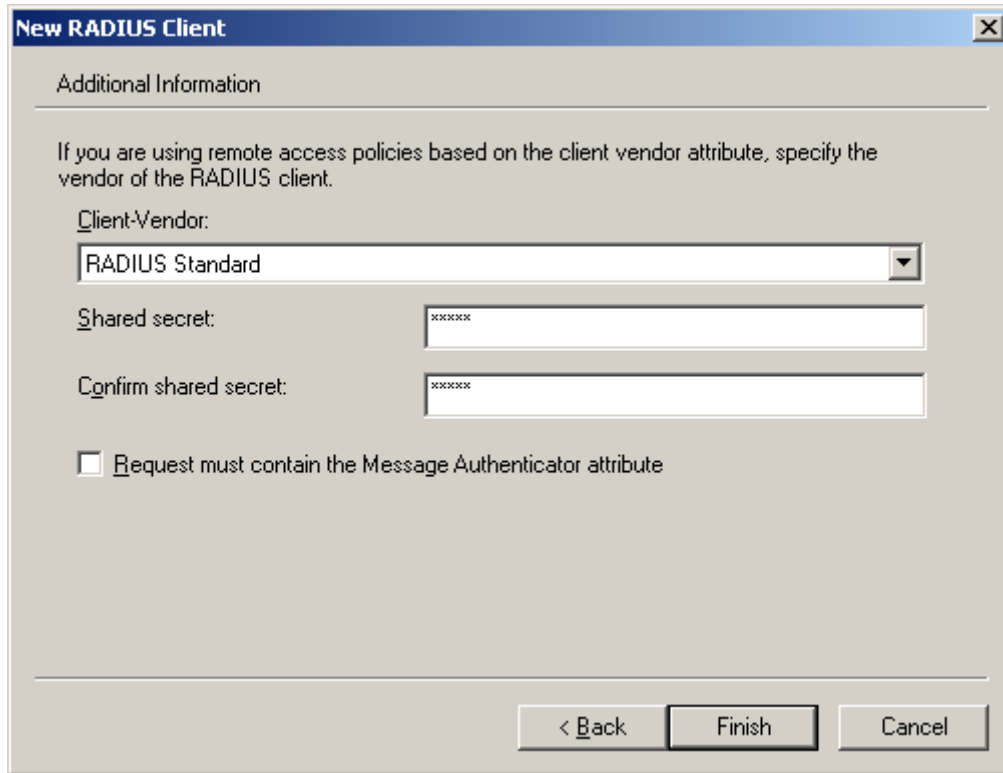 New RADIUS Client
Additional Information
If you are using remote access policies based on the client vendor attribute, specify the
vendor of the RADIUS client.
Client-Vendor:
RADIUS Standard
Shared secret:
xxxxx
Confirm shared secret:
xxxxx
Request must contain the Message Authenticator attribute
< Back
Finish
Cancel